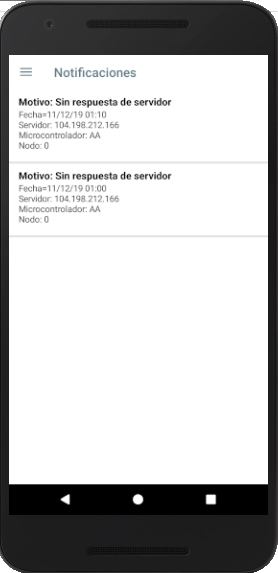 Notificaciones
Motivo: Sin respuesta de servidor
Fecha=11/12/19 01:10
Servidor: 104.198.212.166
Microcontrolador: AA
Nodo: 0
Motivo: Sin respuesta de servidor
Fecha=11/12/19 01:00
Servidor: 104.198.212.166
Microcontrolador: AA
Nodo: 0